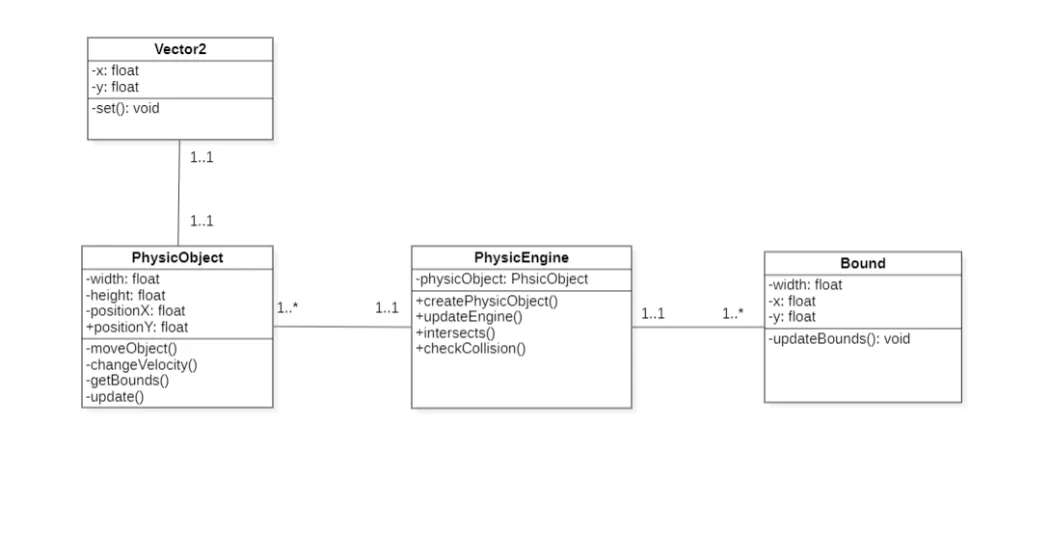 Vector2
-x: float
-y: float
-set(): void
1..1
1..1
PhysicObject
-width: float
-height: float
-positionX: float
+positionY: float
-moveObject()
-changeVelocity()
-getBounds()
-update()
1..*
1..1
PhysicEngine
-physicObject: PhsicObject
+createPhysicObject()
+updateEngine()
+intersects()
+checkCollision()
1..1
1..*
Bound
-width: float
-x: float
-y: float
-updateBounds(): void